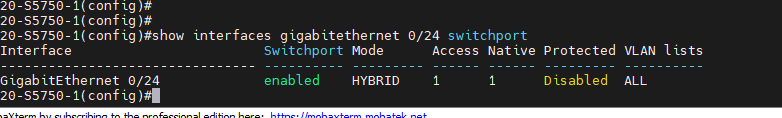 20-S5750-1(config)#
20-S5750-1(config)#
20-S5750-1(config)#show interfaces gigabitethernet 0/24 switchport
Interface                        Switchport Mode      Access Native Protected VLAN lists
-------------------------------- ---------- --------- ------ ------ --------- ----------
GigabitEthernet 0/24             enabled    HYBRID    1      1      Disabled  ALL
20-S5750-1(config)#
baXterm by subscribing to the professional edition here: https://mobaxterm.mobatek.net